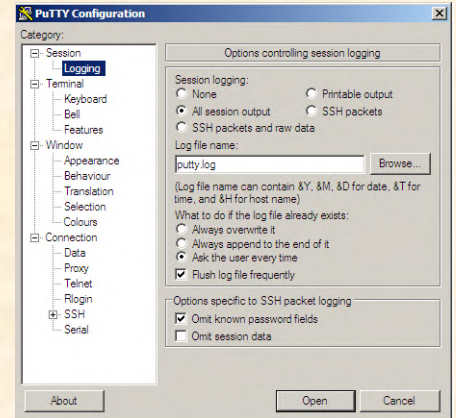 PuTTY Configuration
Category:
Session
Logging
Terminal
Keyboard
Bell
Features
Window
Appearance
Behaviour
Translation
Selection
Colours
Connection
Data
Proxy
Telnet
Rlogin
SSH
Serial
Options controlling session logging
Session logging:
None
Printable output
All session output
SSH packets
SSH packets and raw data
Log file name:
putty.log
Browse...
(Log file name can contain &Y, &M, &D for date, &T for
time, and &H for host name)
What to do if the log file already exists:
Always overwrite it
Always append to the end of it
Ask the user every time
Flush log file frequently
Options specific to SSH packet logging
Omit known password fields
Omit session data
About
Open
Cancel